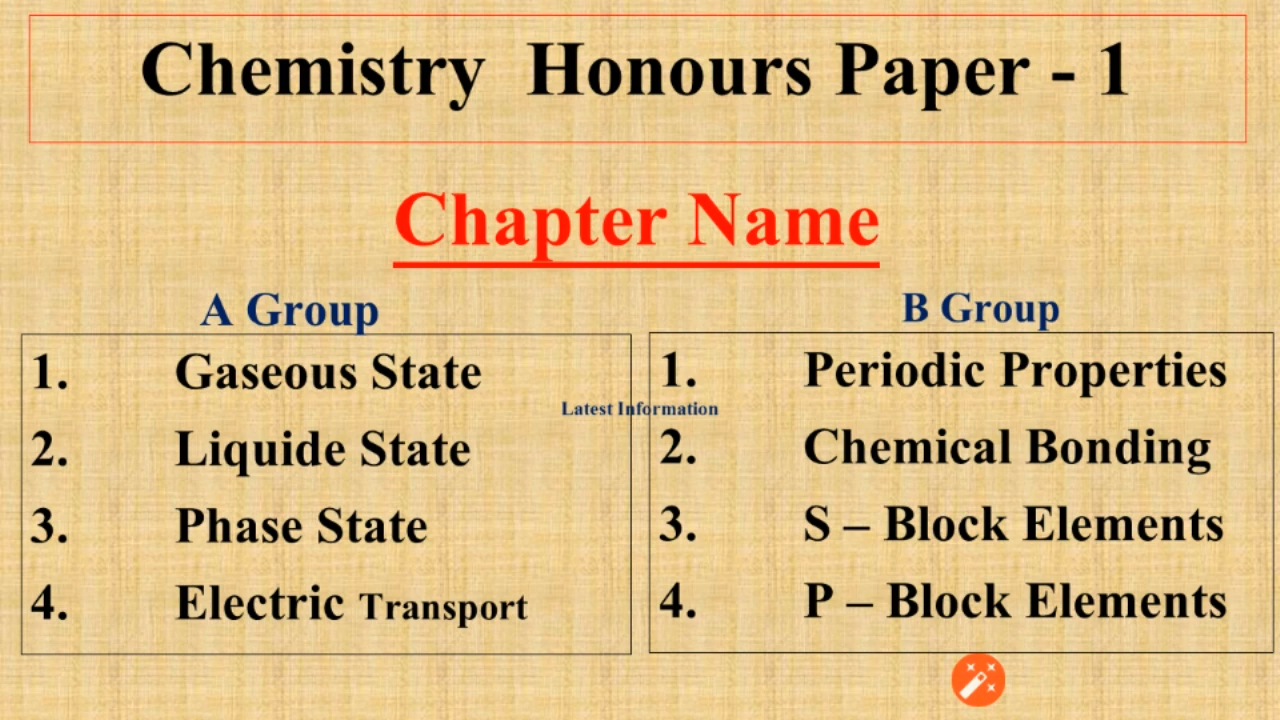 Chemistry Honours Paper - 1
Chapter Name
A Group
1. Gaseous State
2. Liquide State
3. Phase State
4. Electric Transport
Latest Information
B Group
1. Periodic Properties
2. Chemical Bonding
3. S – Block Elements
4. P – Block Elements